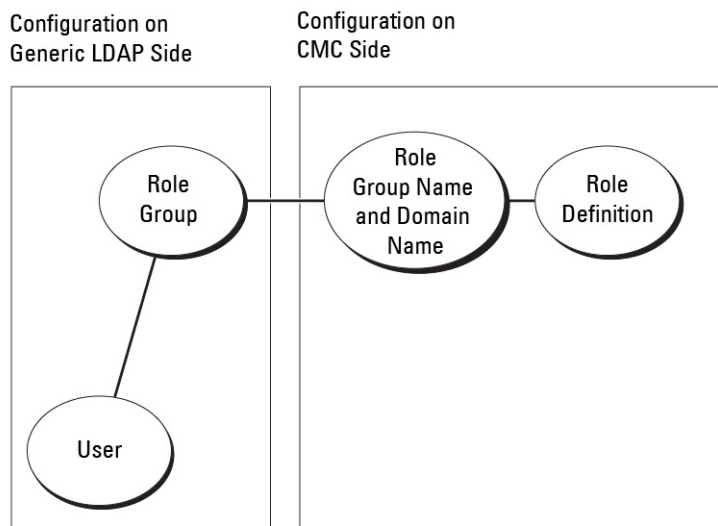 Configuration on
Generic LDAP Side
Configuration on
CMC Side
Role
Group
Role
Group Name
and Domain
Name
Role
Definition
User